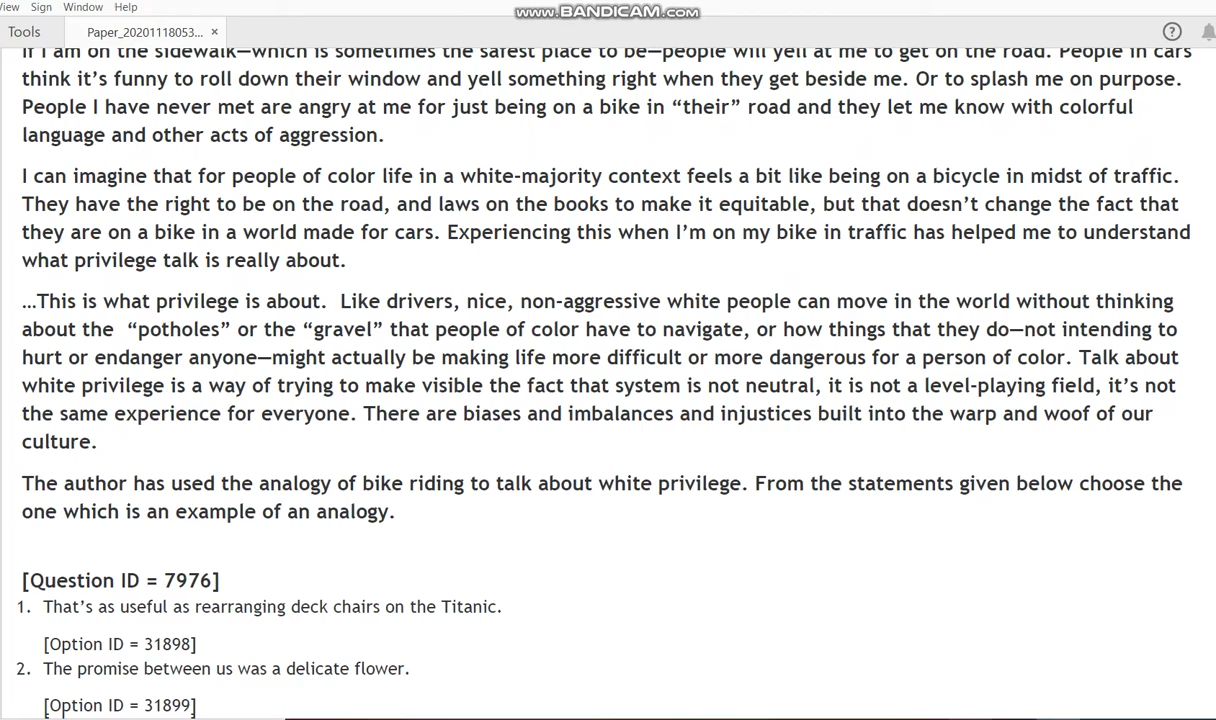 View Sign Window Help
www.BANDICAM.com
Tools Paper_20201118053... ×
If I am on the sidewalk—which is sometimes the safest place to be—people will yell at me to get on the road. People in cars
think it's funny to roll down their window and yell something right when they get beside me. Or to splash me on purpose.
People I have never met are angry at me for just being on a bike in “their” road and they let me know with colorful
language and other acts of aggression.
I can imagine that for people of color life in a white-majority context feels a bit like being on a bicycle in midst of traffic.
They have the right to be on the road, and laws on the books to make it equitable, but that doesn't change the fact that
they are on a bike in a world made for cars. Experiencing this when I'm on my bike in traffic has helped me to understand
what privilege talk is really about.
…This is what privilege is about. Like drivers, nice, non-aggressive white people can move in the world without thinking
about the “potholes” or the “gravel” that people of color have to navigate, or how things that they do—not intending to
hurt or endanger anyone—might actually be making life more difficult or more dangerous for a person of color. Talk about
white privilege is a way of trying to make visible the fact that system is not neutral, it is not a level-playing field, it's not
the same experience for everyone. There are biases and imbalances and injustices built into the warp and woof of our
culture.
The author has used the analogy of bike riding to talk about white privilege. From the statements given below choose the
one which is an example of an analogy.
[Question ID = 7976]
1. That's as useful as rearranging deck chairs on the Titanic.
[Option ID = 31898]
2. The promise between us was a delicate flower.
[Option ID = 31899]